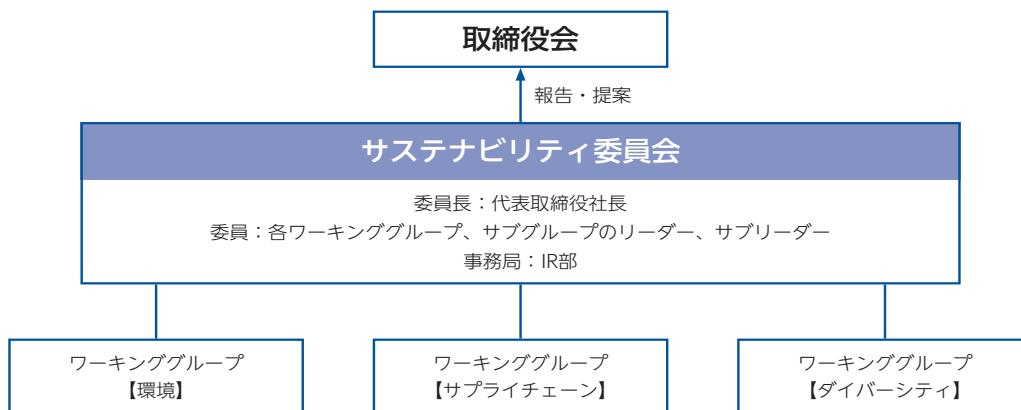 取締役会
報告・提案
サステナビリティ委員会
委員長：代表取締役社長
委員：各ワーキンググループ、サブグループのリーダー、サブリーダー
事務局：IR部
ワーキンググループ
【環境】
ワーキンググループ
【サプライチェーン】
ワーキンググループ
【ダイバーシティ】